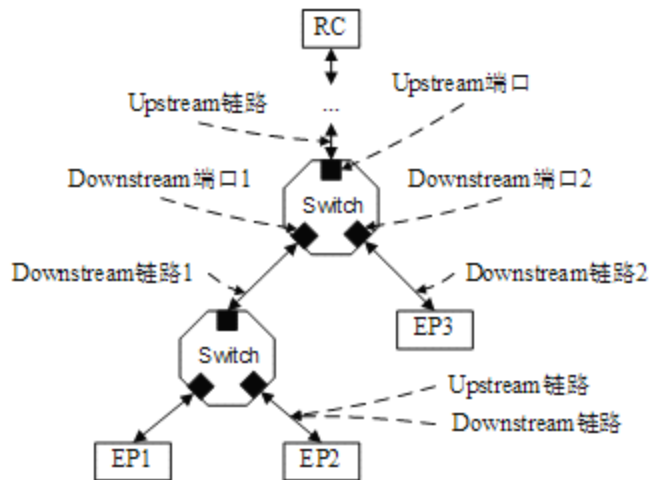 RC
Upstream端口
Upstream链路
...
Downstream端口1
Downstream端口2
Switch
Downstream链路1
Downstream链路2
EP3
Switch
Upstream链路
Downstream链路
EP1
EP2